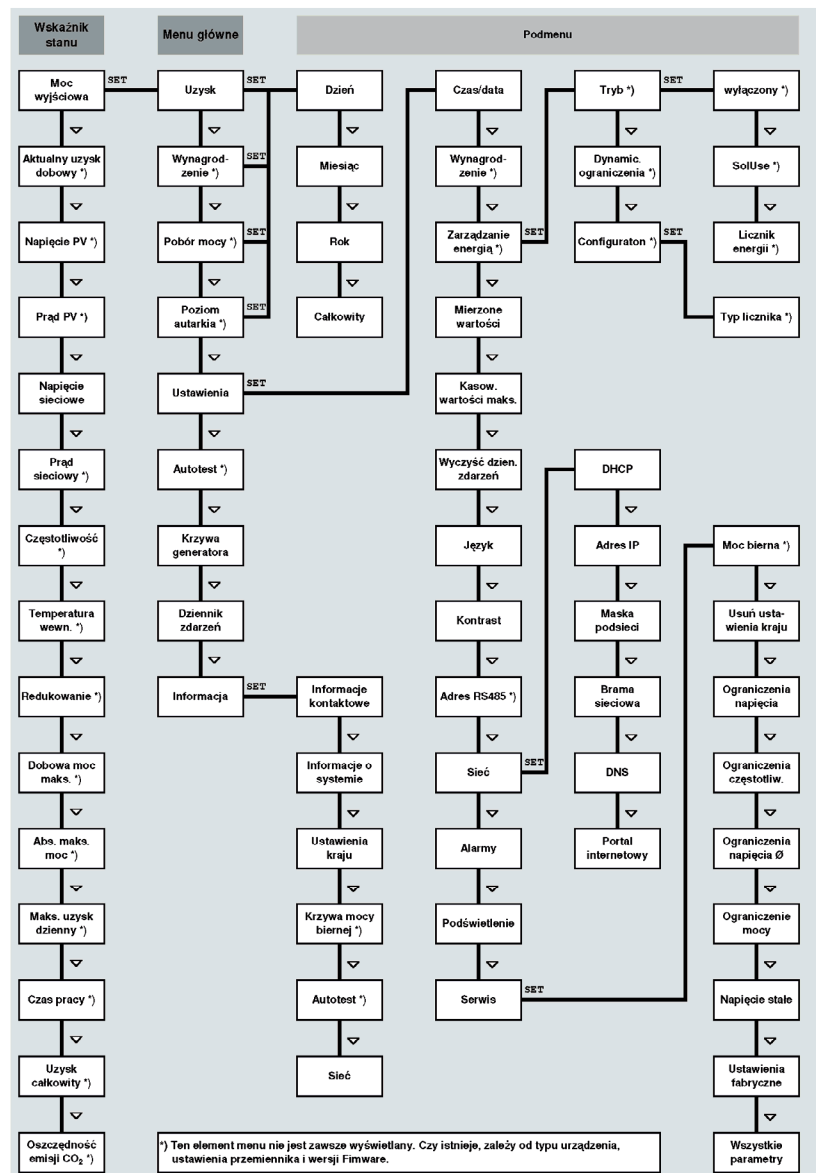 Wskaźnik
stanu
Menu główne
Podmenu
Moc
wyjściowa
SET
Uzysk
SET
Dzień
Czas/data
Tryb *)
SET
wyłączony *)
Aktualny uzysk
dobowy *)
Wynagrod-
zenie *)
SET
Miesiąc
Wynagrod-
zenie *)
Dynamic.
ograniczenia *)
SolUse *)
Napięcie PV *)
Pobór mocy *)
SET
Rok
Zarządzanie
energią *)
Configuraton *)
SET
Licznik
energii *)
Prąd PV *)
Poziom
autarkia *)
SET
Całkowity
Mierzone
wartości
Typ licznika *)
Napięcie
sieciowe
Ustawienia
SET
Kasow.
wartości maks.
Prąd
sieciowy *)
Autotest *)
Wyczyść dzien.
zdarzeń
DHCP
Częstotliwość
*)
Krzywa
generatora
Język
Adres IP
Moc bierna *)
Temperatura
wewn. *)
Dziennik
zdarzeń
Kontrast
Maska
podsieci
Usuń usta-
wienia kraju
Redukowanie *)
Informacja
SET
Informacje
kontaktowe
Adres RS485 *)
Brama
sieciowa
Ograniczenia
napięcia
Dobowa moc
maks. *)
Informacje o
systemie
Sieć
SET
DNS
Ograniczenia
częstotliw.
Abs. maks.
moc *)
Ustawienia
kraju
Alarmy
Portal
internetowy
Ograniczenia
napięcia Ø
Maks. uzysk
dzienny *)
Krzywa mocy
biernej *)
Podświetlenie
Ograniczenie
mocy
Czas pracy *)
Autotest *)
Serwis
SET
Napięcie stałe
Uzysk
całkowity *)
Sieć
Ustawienia
fabryczne
Oszczędność
emisji CO₂ *)
*) Ten element menu nie jest zawsze wyświetlany. Czy istnieje, zależy od typu urządzenia,
ustawienia przemiennika i wersji Fimware.
Wszystkie
parametry